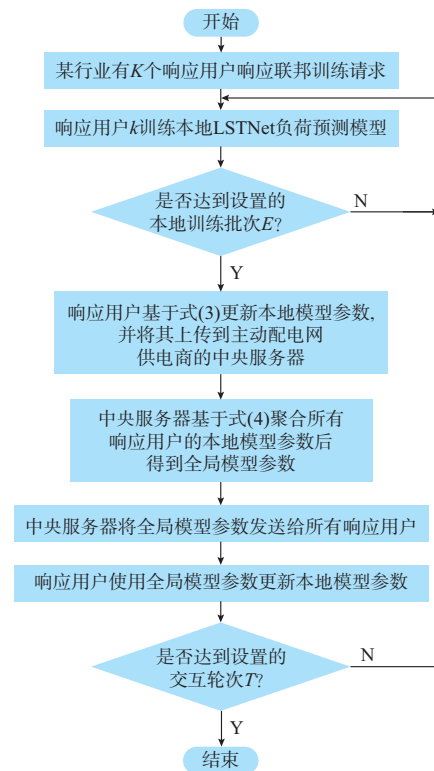 开始
某行业有K个响应用户响应联邦训练请求
响应用户k训练本地LSTNet负荷预测模型
是否达到设置的
本地训练批次E?
N
Y
响应用户基于式(3)更新本地模型参数,
并将其上传到主动配电网
供电商的中央服务器
中央服务器基于式(4)聚合所有
响应用户的本地模型参数后
得到全局模型参数
中央服务器将全局模型参数发送给所有响应用户
响应用户使用全局模型参数更新本地模型参数
是否达到设置的
交互轮次T?
N
Y
结束